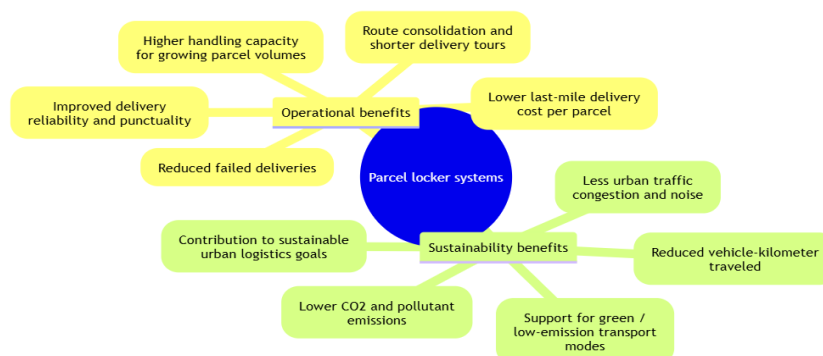 Higher handling capacity
for growing parcel volumes
Route consolidation and
shorter delivery tours
Improved delivery
reliability and punctuality
Operational benefits
Lower last-mile delivery
cost per parcel
Reduced failed deliveries
Parcel locker systems
Less urban traffic
congestion and noise
Contribution to sustainable
urban logistics goals
Sustainability benefits
Reduced vehicle-kilometer
traveled
Lower CO2 and pollutant
emissions
Support for green /
low-emission transport
modes